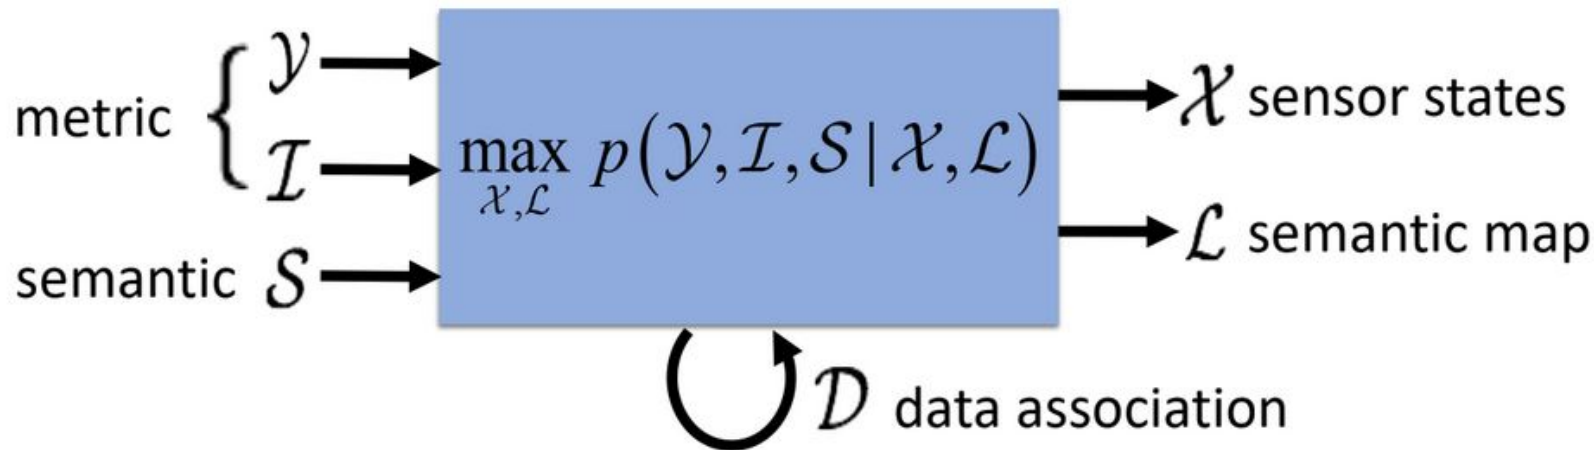 metric { 𝒴
ℐ
semantic 𝒮
max p(𝒴, ℐ, 𝒮 | 𝒳, ℒ)
𝒳,ℒ
𝒳 sensor states
ℒ semantic map
𝒟 data association